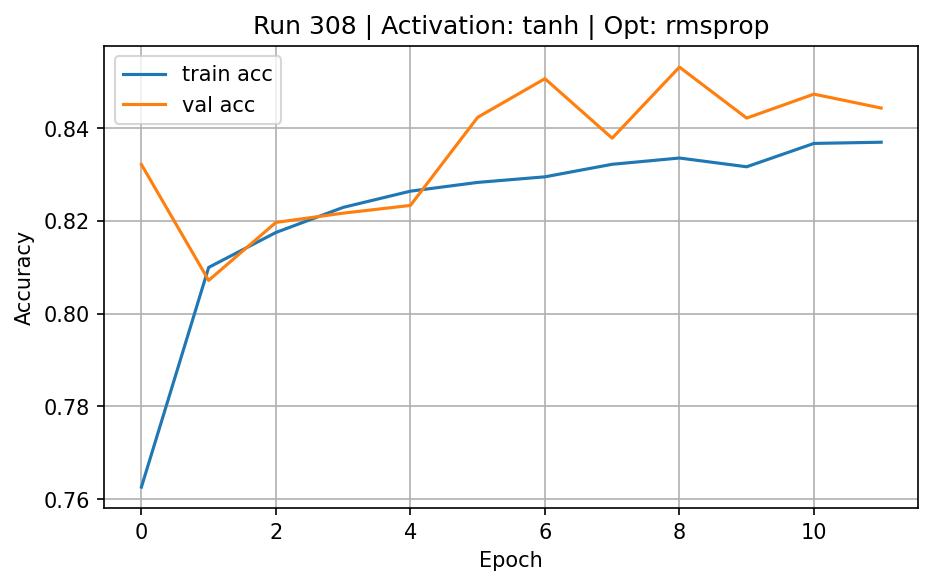 Run 308 | Activation: tanh | Opt: rmsprop
train acc
val acc
Accuracy
0.84
0.82
0.80
0.78
0.76
0 2 4 6 8 10
Epoch